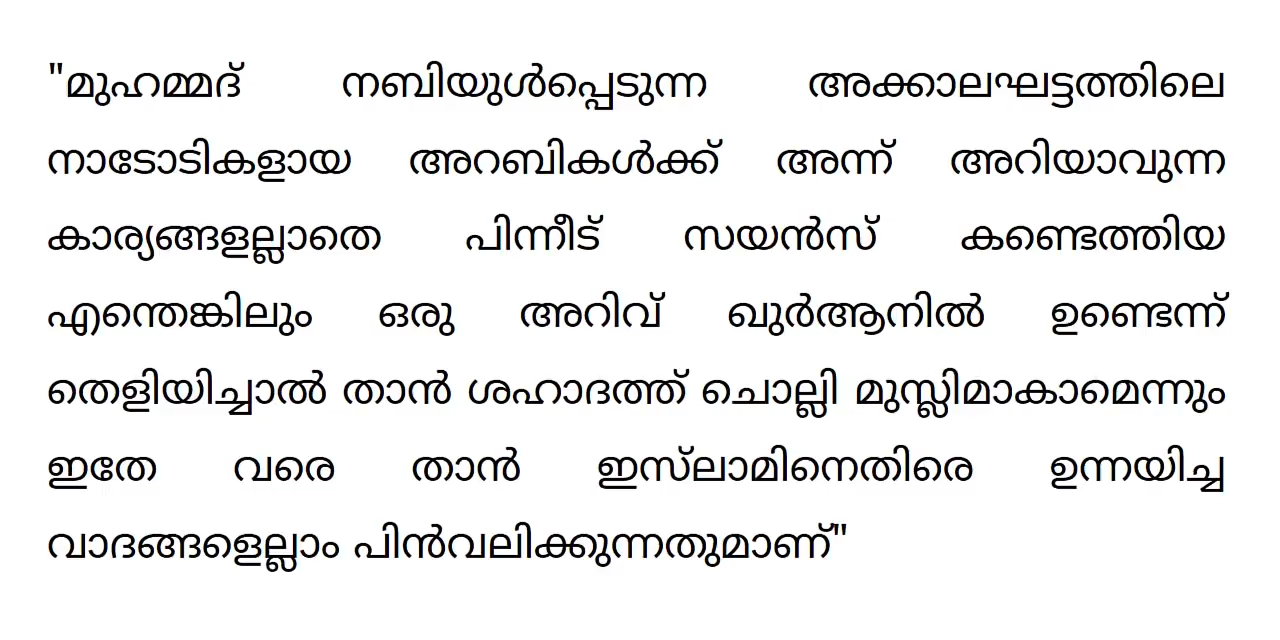 "മുഹമ്മദ് നബിയുൾപ്പെടുന്ന അക്കാലഘട്ടത്തിലെ
നാടോടികളായ അറബികൾക്ക് അന്ന് അറിയാവുന്ന
കാര്യങ്ങളല്ലാതെ പിന്നീട് സയൻസ് കണ്ടെത്തിയ
എന്തെങ്കിലും ഒരു അറിവ് ഖുർആനിൽ ഉണ്ടെന്ന്
തെളിയിച്ചാൽ താൻ ശഹാദത്ത് ചൊല്ലി മുസ്ലിമാകാമെന്നും
ഇതേ വരെ താൻ ഇസ്‌ലാമിനെതിരെ ഉന്നയിച്ച
വാദങ്ങളെല്ലാം പിൻവലിക്കുന്നതുമാണ്"